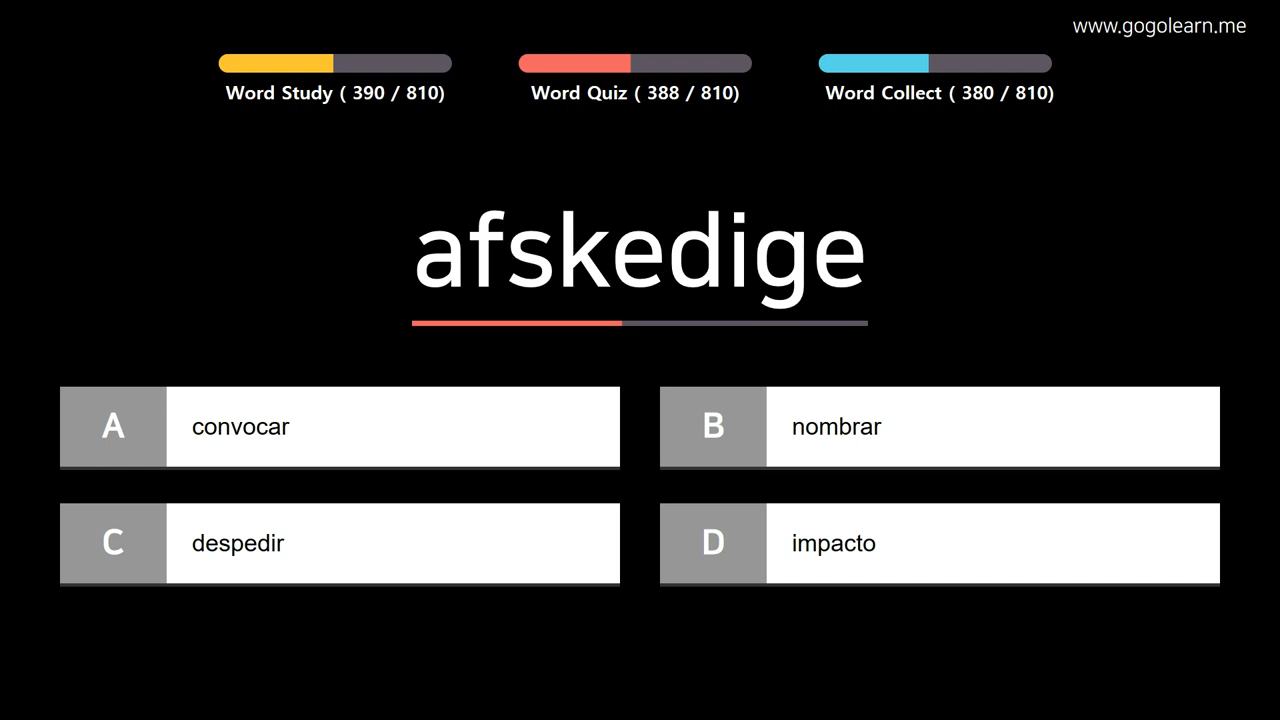 www.gogolearn.me
Word Study ( 390 / 810)
Word Quiz ( 388 / 810)
Word Collect ( 380 / 810)
afskedige
A convocar
B nombrar
C despedir
D impacto